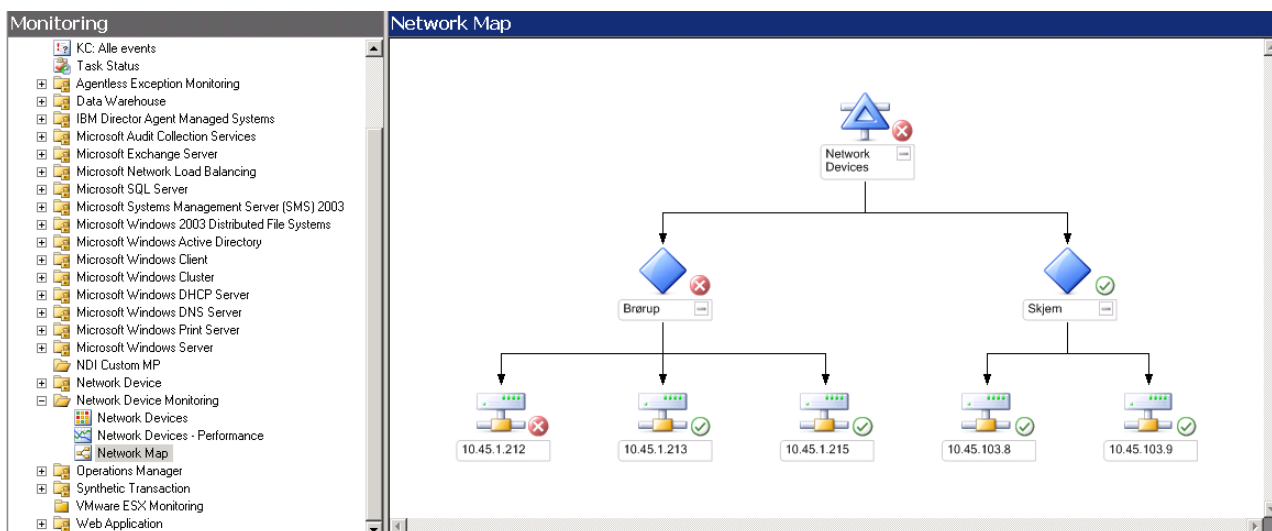 Monitoring
KC: Alle events
Task Status
Agentless Exception Monitoring
Data Warehouse
IBM Director Agent Managed Systems
Microsoft Audit Collection Services
Microsoft Exchange Server
Microsoft Network Load Balancing
Microsoft SQL Server
Microsoft Systems Management Server (SMS) 2003
Microsoft Windows 2003 Distributed File Systems
Microsoft Windows Active Directory
Microsoft Windows Client
Microsoft Windows Cluster
Microsoft Windows DHCP Server
Microsoft Windows DNS Server
Microsoft Windows Print Server
Microsoft Windows Server
NDI Custom MP
Network Device
Network Device Monitoring
Network Devices
Network Devices - Performance
Network Map
Operations Manager
Synthetic Transaction
VMware ESX Monitoring
Web Application
Network Map
Network
Devices
Brørup
Skjern
10.45.1.212
10.45.1.213
10.45.1.215
10.45.103.8
10.45.103.9